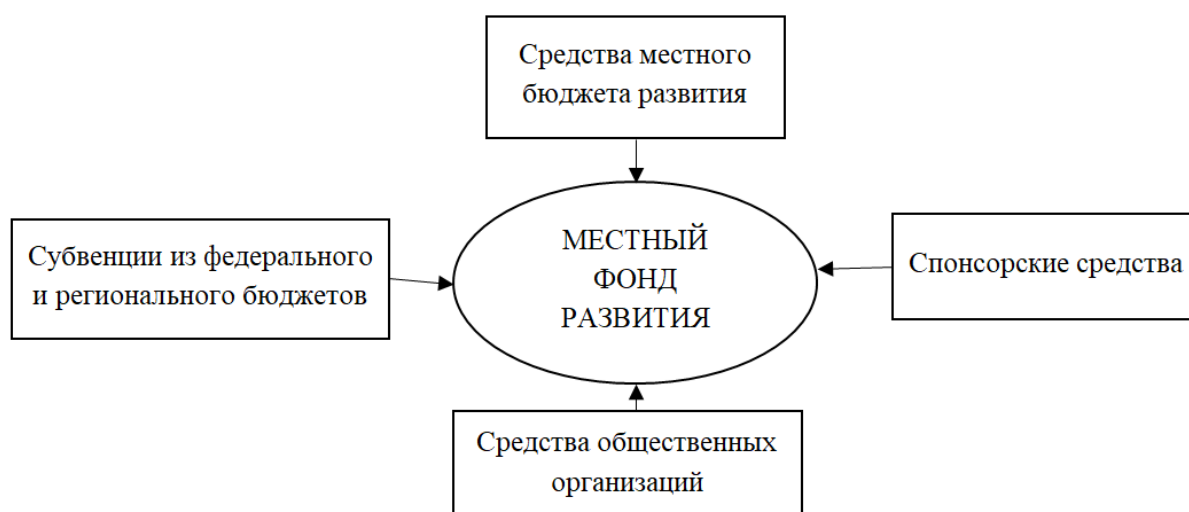 Средства местного
бюджета развития
Субвенции из федерального
и регионального бюджетов
МЕСТНЫЙ
ФОНД
РАЗВИТИЯ
Спонсорские средства
Средства общественных
организаций